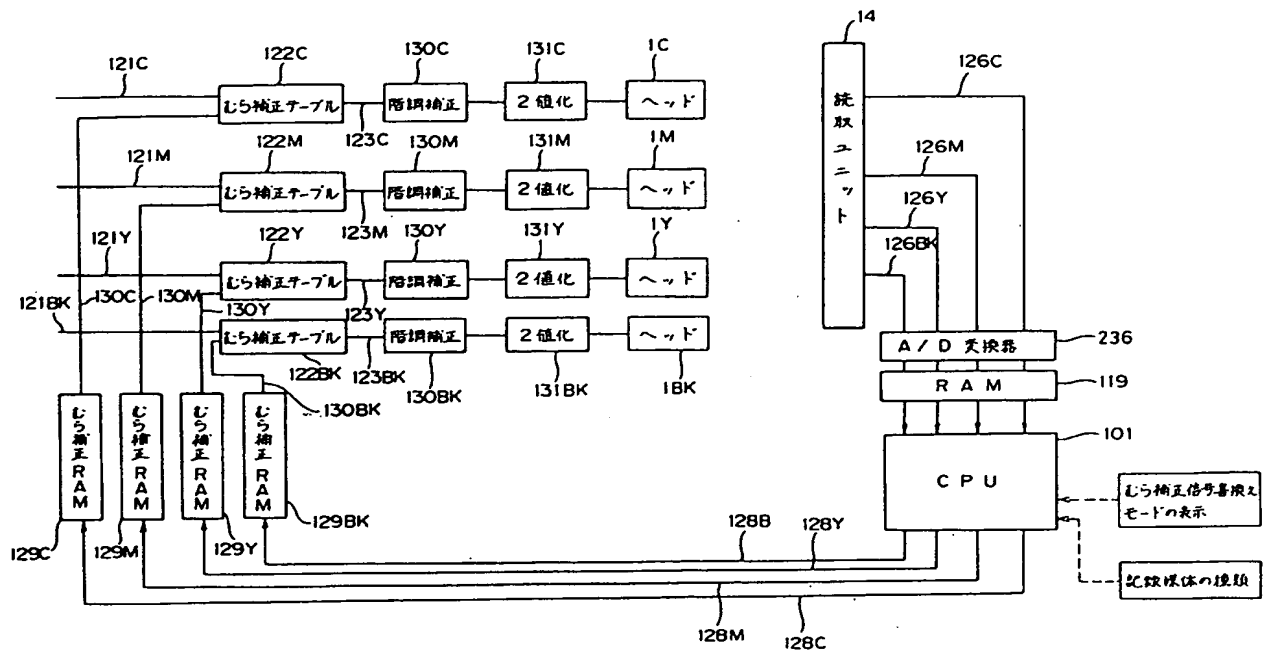 14
121C
122C
130C
131C
1C
126C
むら補正テーブル
階調補正
2値化
ヘッド
読取ユニット
123C
121M
122M
130M
131M
1M
126M
むら補正テーブル
階調補正
2値化
ヘッド
123M
126Y
121Y
122Y
130Y
131Y
1Y
126BK
むら補正テーブル
階調補正
2値化
ヘッド
121BK
130C
130M
130Y
123Y
むら補正テーブル
階調補正
2値化
ヘッド
A/D変換器
236
122BK
123BK
130BK
130BK
131BK
1BK
RAM
119
むら補正RAM
むら補正RAM
むら補正RAM
むら補正RAM
101
CPU
むら補正信号書換え
モードの表示
129C
129M
129Y
129BK
128B
128Y
記録媒体の種類
128M
128C